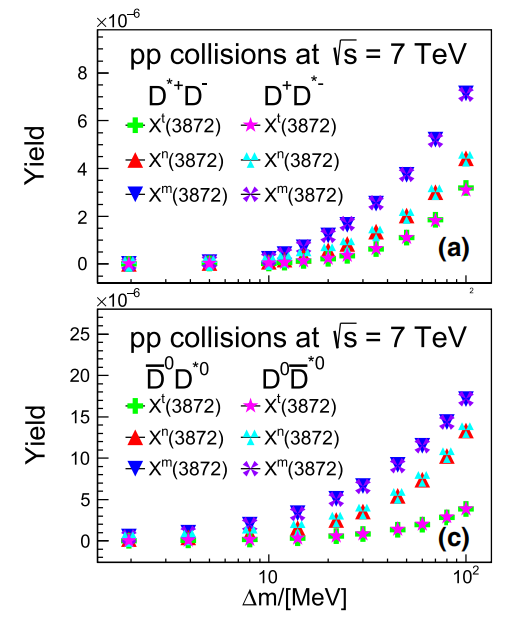 ×10⁻⁶
pp collisions at √s = 7 TeV
D*⁺D⁻ D⁺D*⁻
Xᵗ(3872) Xᵗ(3872)
Xⁿ(3872) Xⁿ(3872)
Xᵐ(3872) Xᵐ(3872)
Yield
8
6
4
2
0
(a)
2
×10⁻⁶
pp collisions at √s = 7 TeV
D̅⁰D*⁰ D⁰D̅*⁰
Xᵗ(3872) Xᵗ(3872)
Xⁿ(3872) Xⁿ(3872)
Xᵐ(3872) Xᵐ(3872)
Yield
25
20
15
10
5
0
(c)
10 10²
Δm/[MeV]